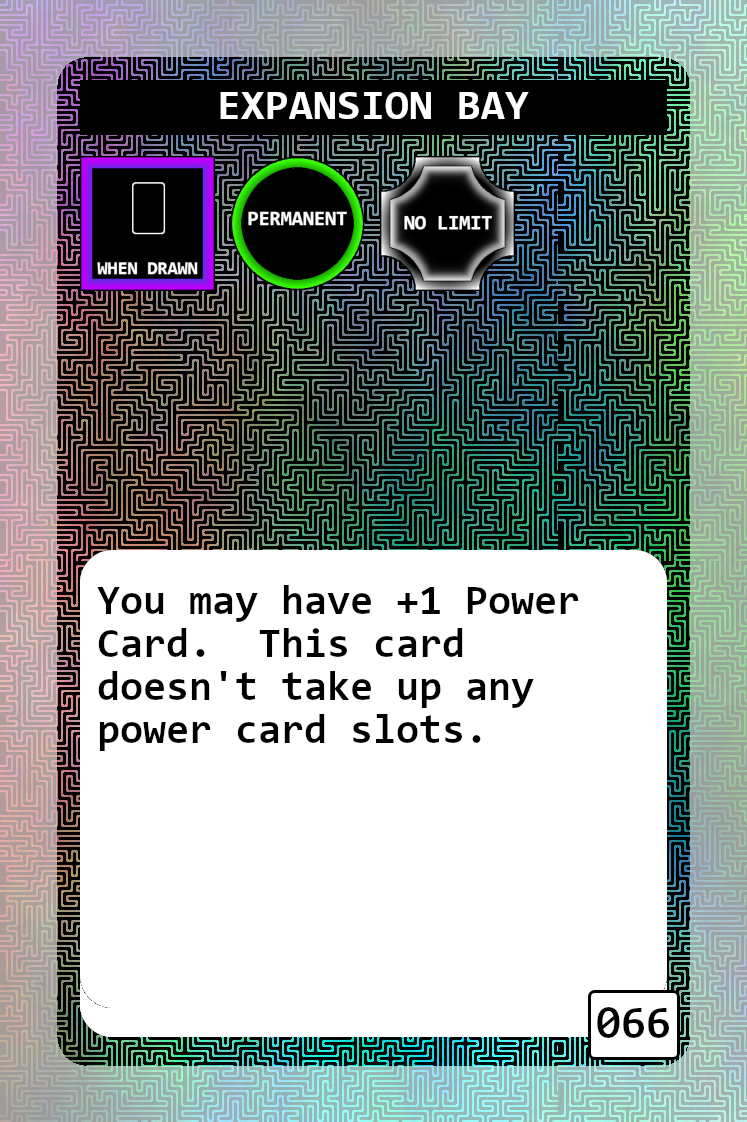 EXPANSION BAY
WHEN DRAWN
PERMANENT
NO LIMIT
You may have +1 Power
Card.  This card
doesn't take up any
power card slots.
066